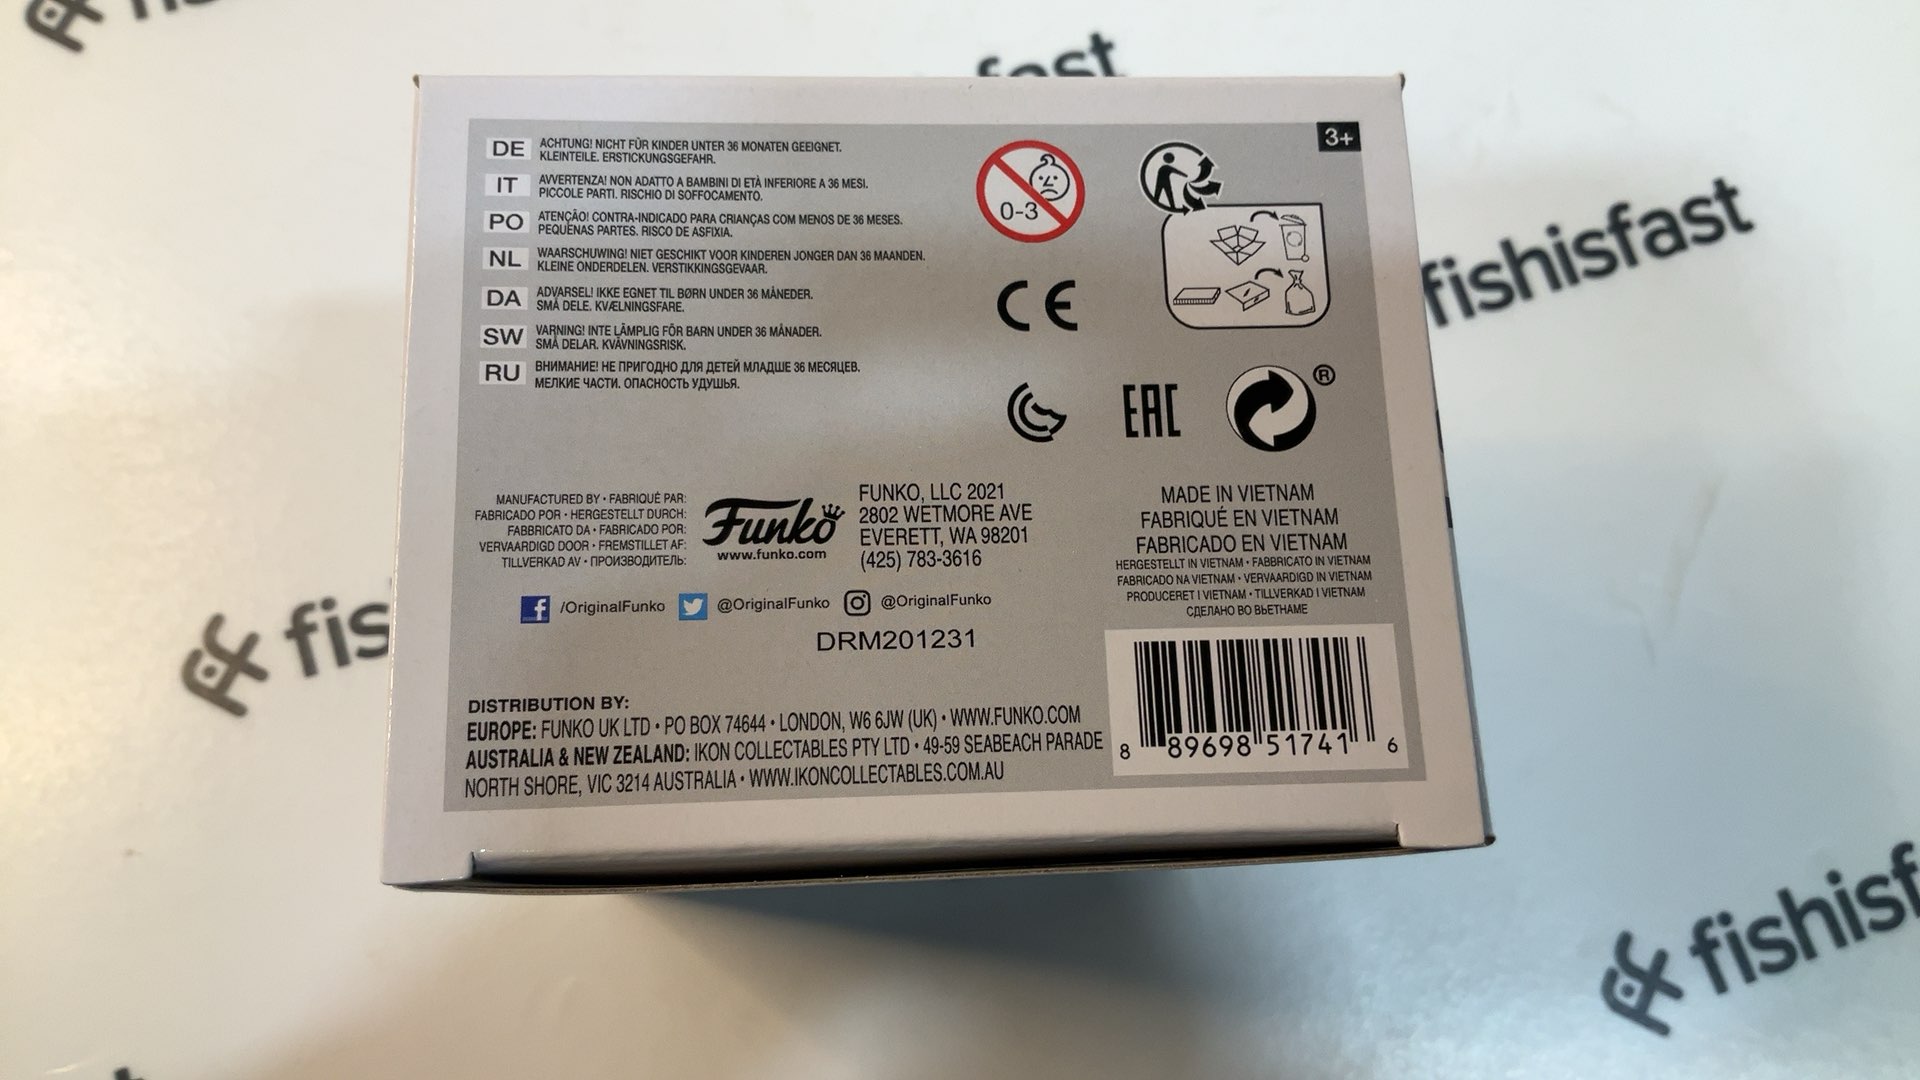 fast
3+
DE ACHTUNG! NICHT FÜR KINDER UNTER 36 MONATEN GEEIGNET.
KLEINTEILE. ERSTICKUNGSGEFAHR.
IT AVVERTENZA! NON ADATTO A BAMBINI DI ETÀ INFERIORE A 36 MESI.
PICCOLE PARTI. RISCHIO DI SOFFOCAMENTO.
PO ATENÇÃO! CONTRA-INDICADO PARA CRIANÇAS COM MENOS DE 36 MESES.
PEQUENAS PARTES. RISCO DE ASFIXIA.
NL WAARSCHUWING! NIET GESCHIKT VOOR KINDEREN JONGER DAN 36 MAANDEN.
KLEINE ONDERDELEN. VERSTIKKINGSGEVAAR.
DA ADVARSEL! IKKE EGNET TIL BØRN UNDER 36 MÅNEDER.
SMÅ DELE. KVÆLNINGSFARE.
SW VARNING! INTE LÄMPLIG FÖR BARN UNDER 36 MÅNADER.
SMÅ DELAR. KVÄVNINGSRISK.
RU ВНИМАНИЕ! НЕ ПРИГОДНО ДЛЯ ДЕТЕЙ МЛАДШЕ 36 МЕСЯЦЕВ.
МЕЛКИЕ ЧАСТИ. ОПАСНОСТЬ УДУШЬЯ.
0-3
CE
EAC
®
MANUFACTURED BY • FABRIQUÉ PAR:
FABRICADO POR • HERGESTELLT DURCH:
FABBRICATO DA • FABRICADO POR:
VERVAARDIGD DOOR • FREMSTILLET AF:
TILLVERKAD AV • ПРОИЗВОДИТЕЛЬ:
Funko
www.funko.com
FUNKO, LLC 2021
2802 WETMORE AVE
EVERETT, WA 98201
(425) 783-3616
MADE IN VIETNAM
FABRIQUÉ EN VIETNAM
FABRICADO EN VIETNAM
HERGESTELLT IN VIETNAM • FABBRICATO IN VIETNAM
FABRICADO NA VIETNAM • VERVAARDIGD IN VIETNAM
PRODUCERET I VIETNAM • TILLVERKAD I VIETNAM
СДЕЛАНО ВО ВЬЕТНАМЕ
/OriginalFunko @OriginalFunko @OriginalFunko
DRM201231
DISTRIBUTION BY:
EUROPE: FUNKO UK LTD • PO BOX 74644 • LONDON, W6 6JW (UK) • WWW.FUNKO.COM
AUSTRALIA & NEW ZEALAND: IKON COLLECTABLES PTY LTD • 49-59 SEABEACH PARADE
NORTH SHORE, VIC 3214 AUSTRALIA • WWW.IKONCOLLECTABLES.COM.AU
8 89698 51741 6
fishisfast
fis
fishisf